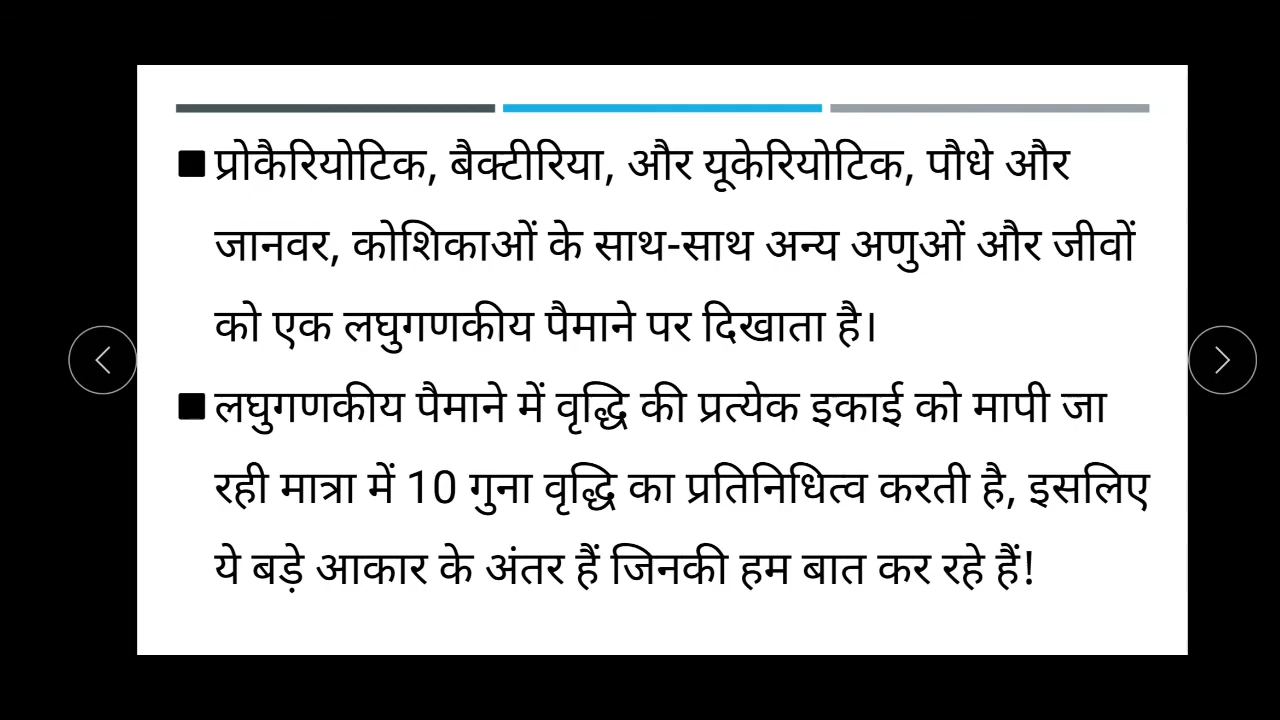 प्रोकैरियोटिक, बैक्टीरिया, और यूकेरियोटिक, पौधे और
जानवर, कोशिकाओं के साथ-साथ अन्य अणुओं और जीवों
को एक लघुगणकीय पैमाने पर दिखाता है।
लघुगणकीय पैमाने में वृद्धि की प्रत्येक इकाई को मापी जा
रही मात्रा में 10 गुना वृद्धि का प्रतिनिधित्व करती है, इसलिए
ये बड़े आकार के अंतर हैं जिनकी हम बात कर रहे हैं!